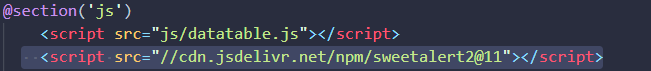 @section('js')
<script src="js/datatable.js"></script>
<script src="//cdn.jsdelivr.net/npm/sweetalert2@11"></script>